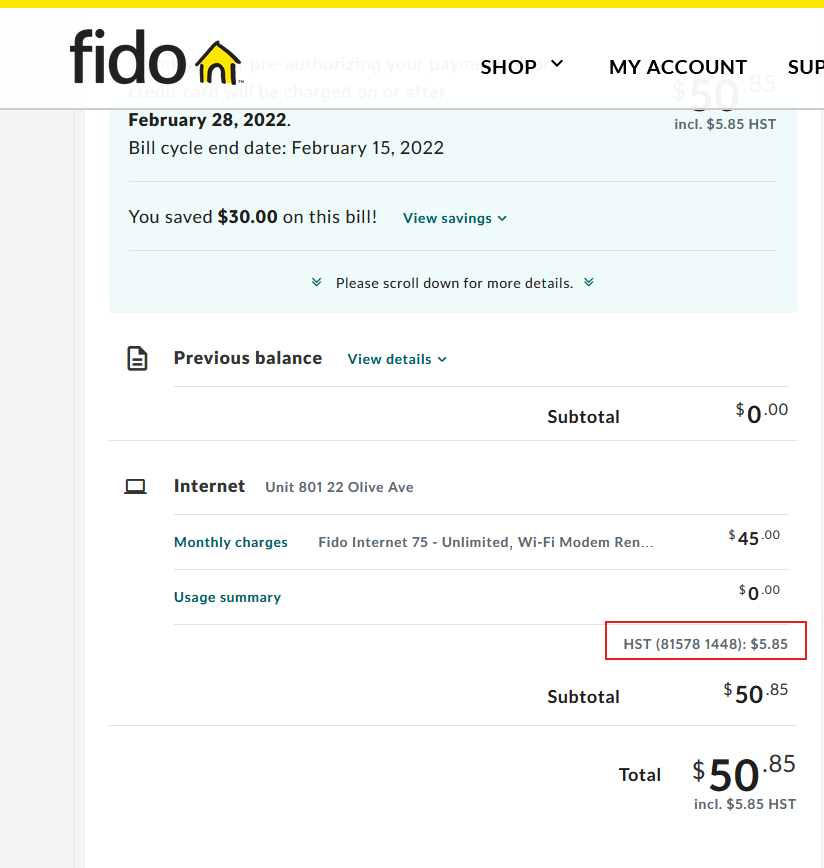 fido™
SHOP
MY ACCOUNT
SUP
pre-authorizing your paym
credit card will be charged on or after
$50.85
February 28, 2022.
incl. $5.85 HST
Bill cycle end date: February 15, 2022
You saved $30.00 on this bill!
View savings
Please scroll down for more details.
Previous balance
View details
Subtotal
$0.00
Internet
Unit 801 22 Olive Ave
Monthly charges
Fido Internet 75 - Unlimited, Wi-Fi Modem Ren...
$45.00
Usage summary
$0.00
HST (81578 1448): $5.85
Subtotal
$50.85
Total
$50.85
incl. $5.85 HST